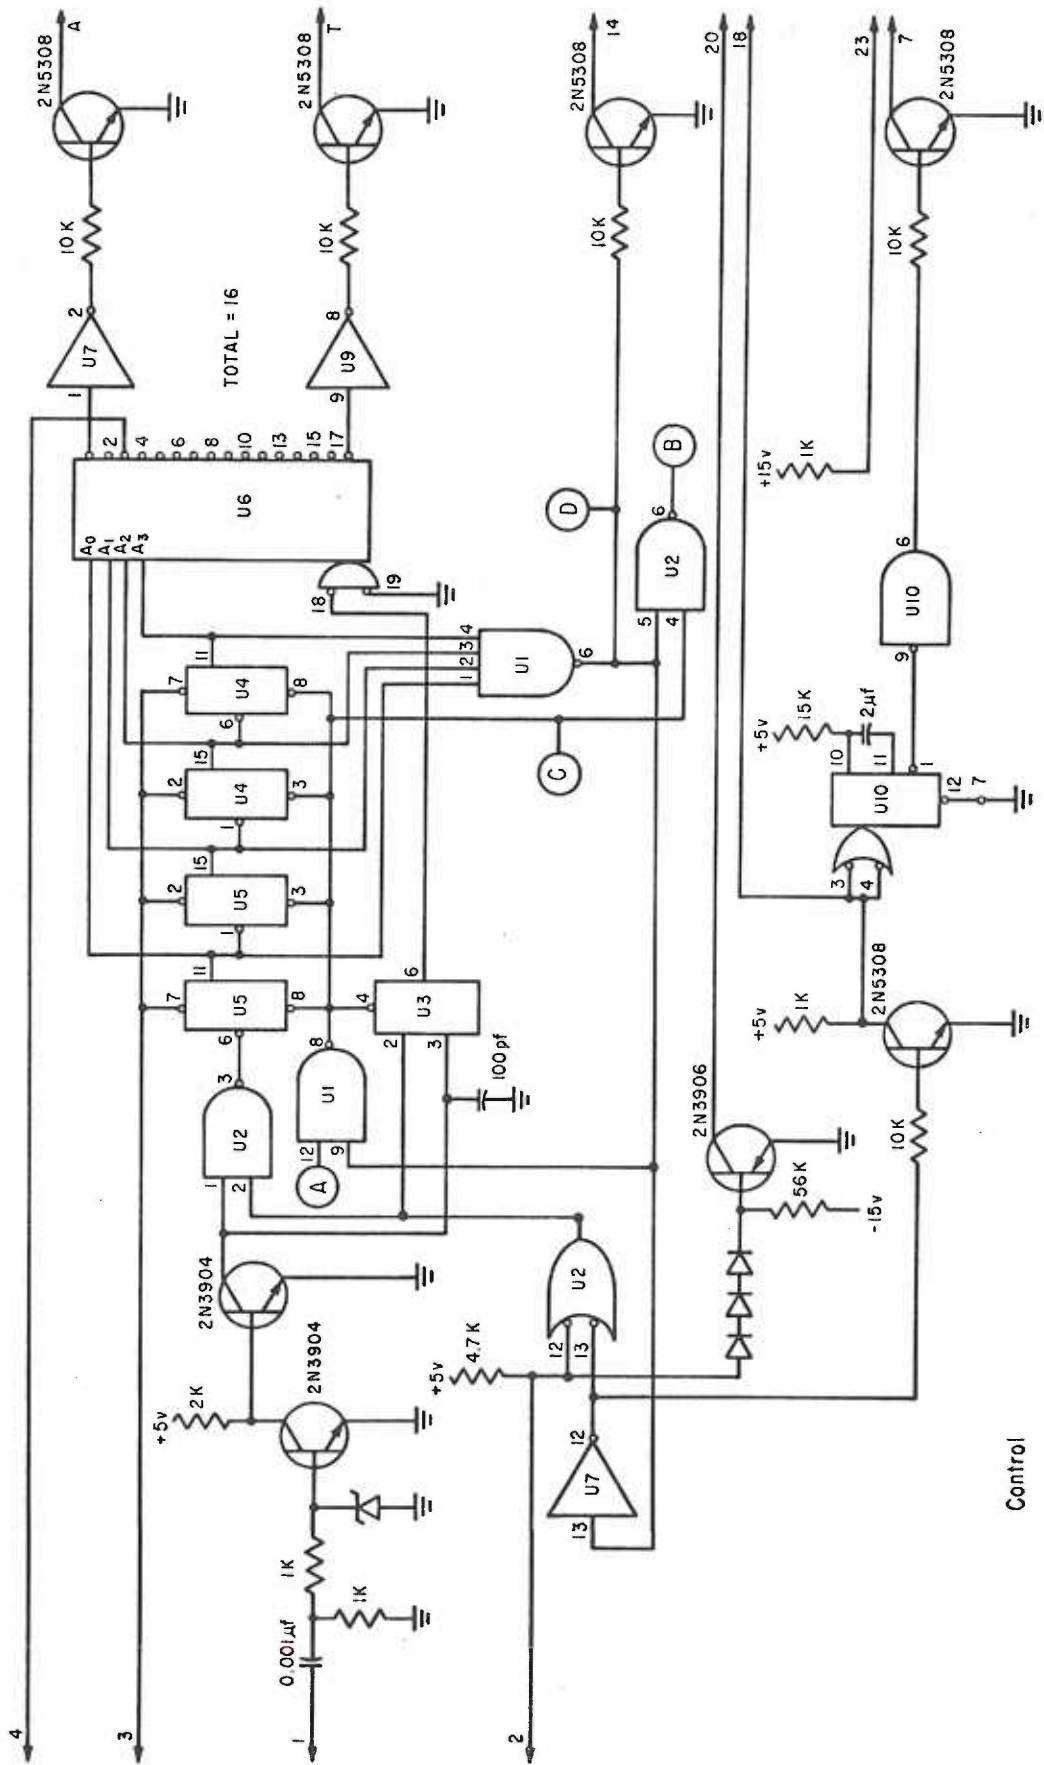 4
3
1
2
A
T
14
20
18
23
7
2N5308
2N5308
2N5308
2N5308
10K
10K
10K
10K
2
U7
1
8
U9
9
TOTAL = 16
2
4
6
8
10
13
15
17
U6
A0
A1
A2
A3
18
19
11
7
U4
8
6
15
2
U4
3
1
15
2
U5
3
1
11
7
U5
8
6
4
3
2
1
U1
6
D
B
6
U2
5
4
C
4
6
U3
2
3
100pf
8
U1
12
9
A
3
U2
1
2
2N3904
2N3904
+5v
2K
1K
1K
0.001µf
+5v
4.7K
U2
12
13
12
U7
13
2N3906
56K
-15v
+15v
1K
6
U10
9
+5v
15K
2µf
10
11
1
U10
12
7
3
4
+5v
1K
2N5308
10K
Control